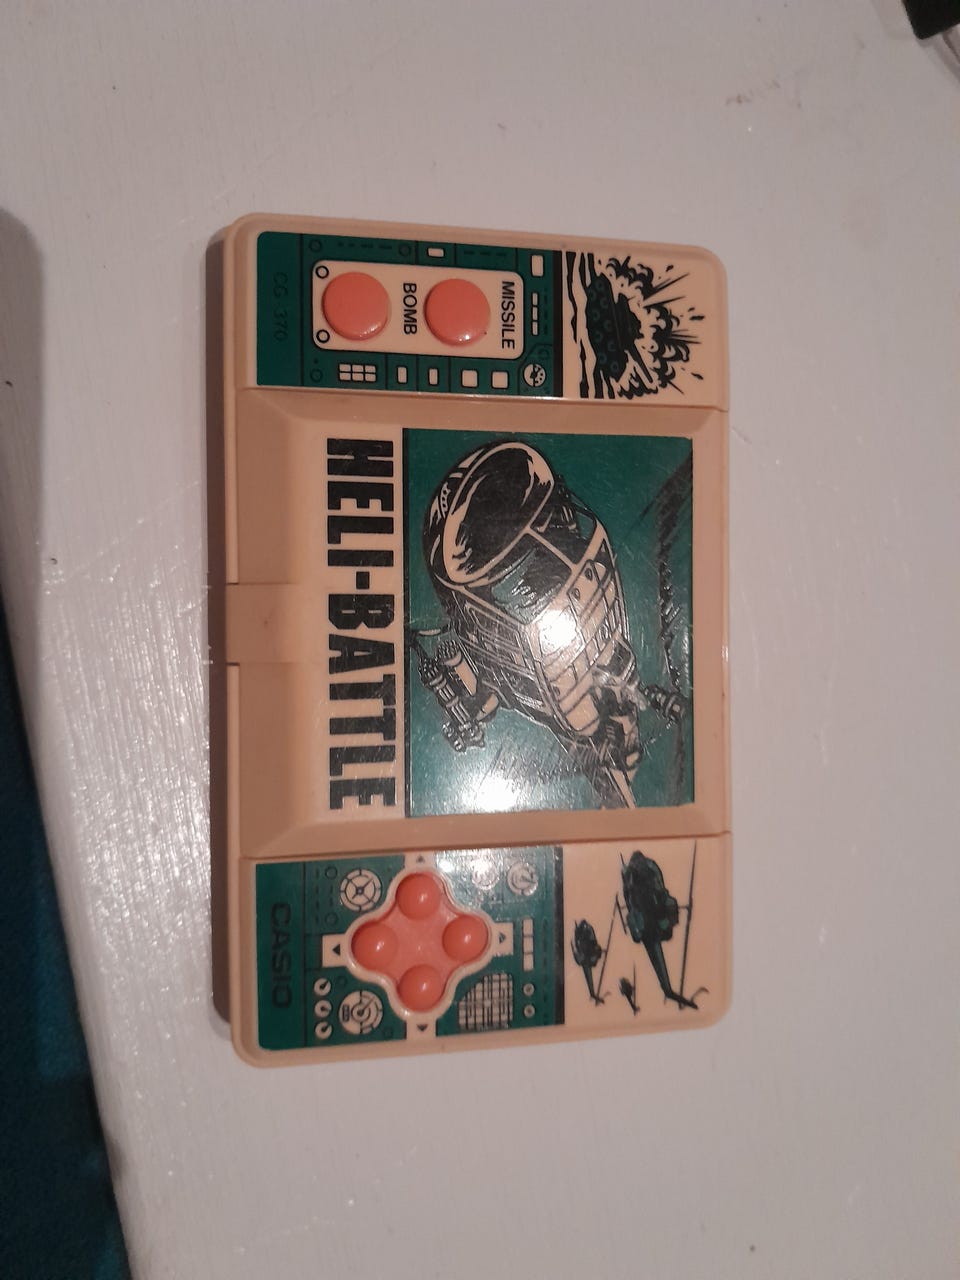 MISSILE
BOMB
CG-370
HELI-BATTLE
CASIO